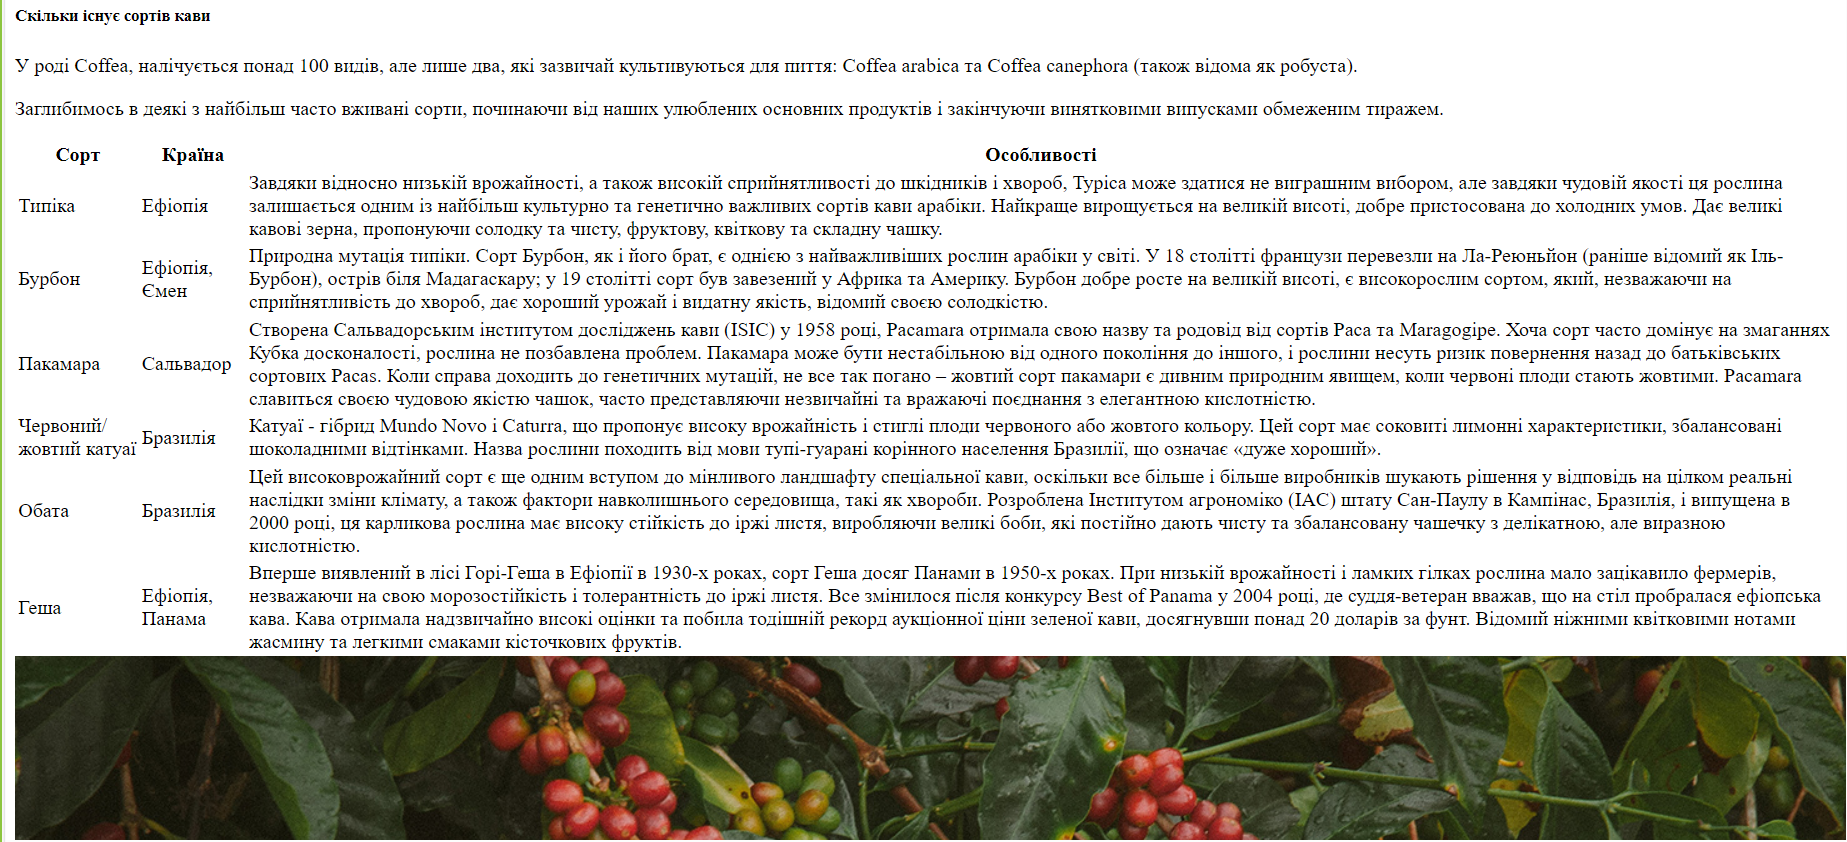 Скільки існує сортів кави
У роді Coffea, налічується понад 100 видів, але лише два, які зазвичай культивуються для пиття: Coffea arabica та Coffea canephora (також відома як робуста).
Заглибимось в деякі з найбільш часто вживані сорти, починаючи від наших улюблених основних продуктів і закінчуючи винятковими випусками обмеженим тиражем.
Сорт Країна Особливості
Типіка Ефіопія
Завдяки відносно низькій врожайності, а також високій сприйнятливості до шкідників і хвороб, Typica може здатися не виграшним вибором, але завдяки чудовій якості ця рослина
залишається одним із найбільш культурно та генетично важливих сортів кави арабіки. Найкраще вирощується на великій висоті, добре пристосована до холодних умов. Дає великі
кавові зерна, пропонуючи солодку та чисту, фруктову, квіткову та складну чашку.
Бурбон
Ефіопія,
Ємен
Природна мутація типіки. Сорт Бурбон, як і його брат, є однією з найважливіших рослин арабіки у світі. У 18 столітті французи перевезли на Ла-Реюньйон (раніше відомий як Іль-
Бурбон), острів біля Мадагаскару; у 19 столітті сорт був завезений у Африка та Америку. Бурбон добре росте на великій висоті, є високорослим сортом, який, незважаючи на
сприйнятливість до хвороб, дає хороший урожай і видатну якість, відомий своєю солодкістю.
Пакамара Сальвадор
Створена Сальвадорським інститутом досліджень кави (ISIC) у 1958 році, Pacamara отримала свою назву та родовід від сортів Paca та Maragogipe. Хоча сорт часто домінує на змаганнях
Кубка досконалості, рослина не позбавлена проблем. Пакамара може бути нестабільною від одного покоління до іншого, і рослини несуть ризик повернення назад до батьківських
сортових Pacas. Коли справа доходить до генетичних мутацій, не все так погано – жовтий сорт пакамари є дивним природним явищем, коли червоні плоди стають жовтими. Pacamara
славиться своєю чудовою якістю чашок, часто представляючи незвичайні та вражаючі поєднання з елегантною кислотністю.
Червоний/
жовтий катуаї
Бразилія
Катуаї - гібрид Mundo Novo і Caturra, що пропонує високу врожайність і стиглі плоди червоного або жовтого кольору. Цей сорт має соковиті лимонні характеристики, збалансовані
шоколадними відтінками. Назва рослини походить від мови тупі-гуарані корінного населення Бразилії, що означає «дуже хороший».
Обата Бразилія
Цей високоврожайний сорт є ще одним вступом до мінливого ландшафту спеціальної кави, оскільки все більше і більше виробників шукають рішення у відповідь на цілком реальні
наслідки зміни клімату, а також фактори навколишнього середовища, такі як хвороби. Розроблена Інститутом агрономіко (IAC) штату Сан-Паулу в Кампінас, Бразилія, і випущена в
2000 році, ця карликова рослина має високу стійкість до іржі листя, виробляючи великі боби, які постійно дають чисту та збалансовану чашечку з делікатною, але виразною
кислотністю.
Геша
Ефіопія,
Панама
Вперше виявлений в лісі Горі-Геша в Ефіопії в 1930-х роках, сорт Геша досяг Панами в 1950-х роках. При низькій врожайності і ламких гілках рослина мало зацікавило фермерів,
незважаючи на свою морозостійкість і толерантність до іржі листя. Все змінилося після конкурсу Best of Panama у 2004 році, де суддя-ветеран вважав, що на стіл пробралася ефіопська
кава. Кава отримала надзвичайно високі оцінки та побила тодішній рекорд аукціонної ціни зеленої кави, досягнувши понад 20 доларів за фунт. Відомий ніжними квітковими нотами
жасмину та легкими смаками кісточкових фруктів.